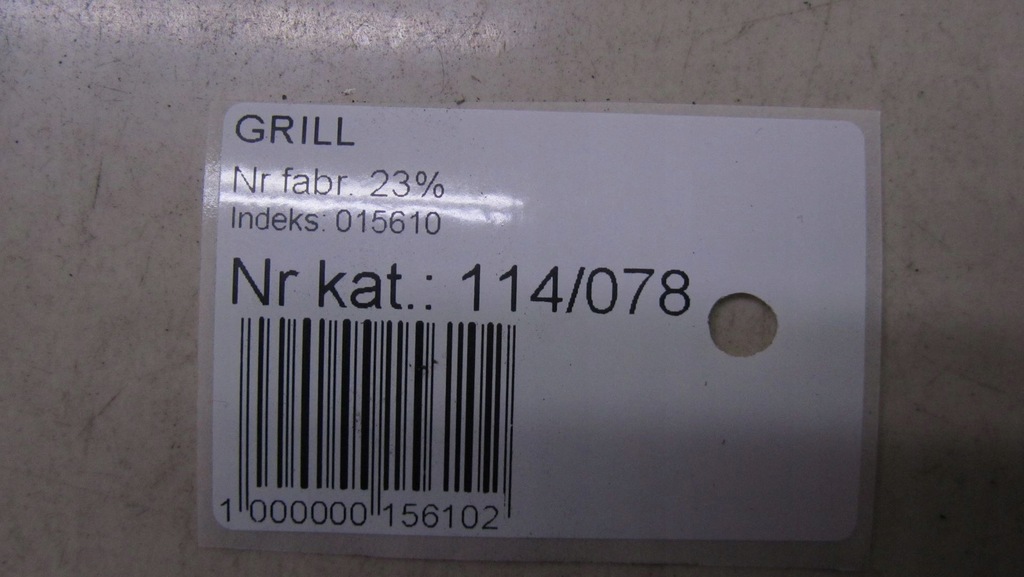 GRILL
Nr fabr. 23%
Indeks: 015610
Nr kat.: 114/078
1 000000 156102